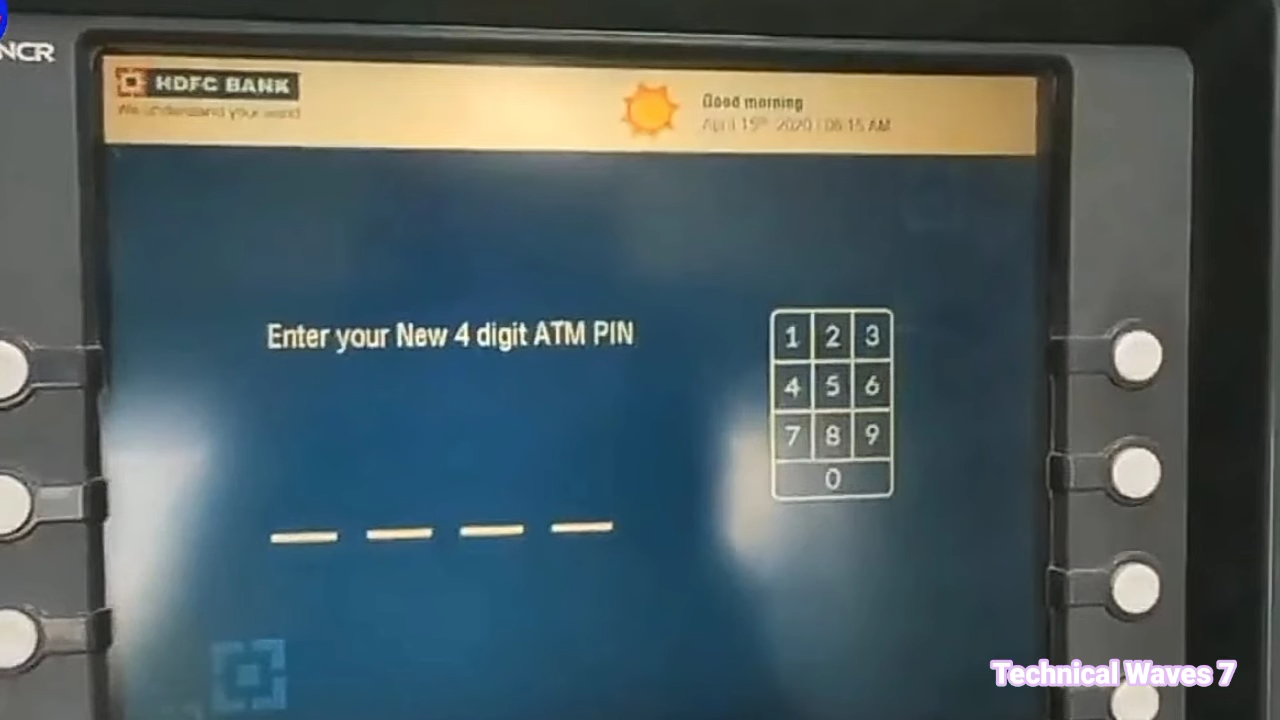 NCR
HDFC BANK
We understand your world
Good morning
April 15th 2020 | 06:15 AM
Enter your New 4 digit ATM PIN
1 2 3
4 5 6
7 8 9
0
Technical Waves 7